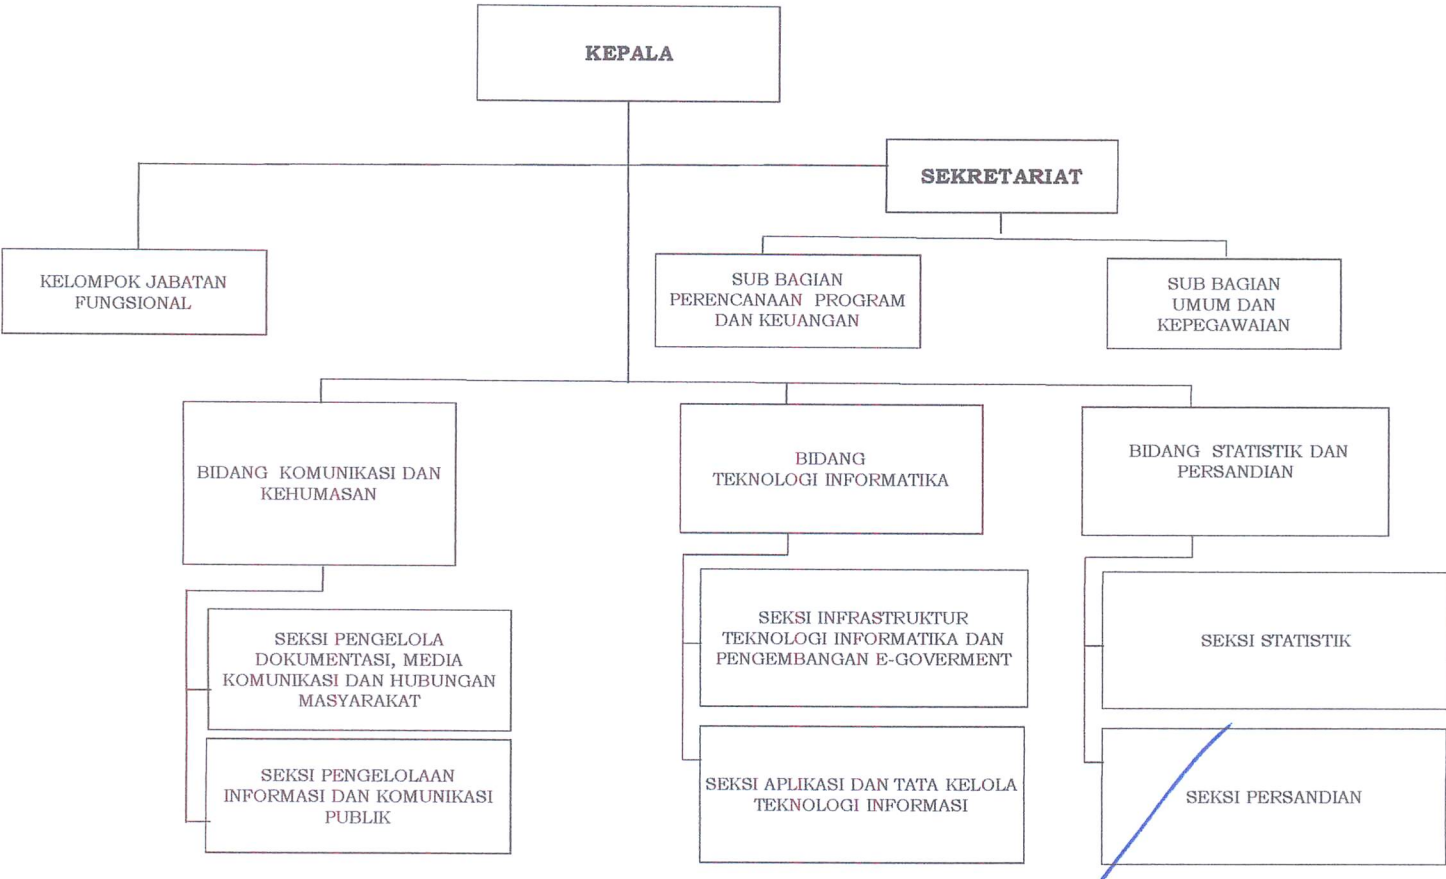 KEPALA
SEKRETARIAT
KELOMPOK JABATAN
FUNGSIONAL
SUB BAGIAN
PERENCANAAN PROGRAM
DAN KEUANGAN
SUB BAGIAN
UMUM DAN
KEPEGAWAIAN
BIDANG KOMUNIKASI DAN
KEHUMASAN
BIDANG
TEKNOLOGI INFORMATIKA
BIDANG STATISTIK DAN
PERSANDIAN
SEKSI PENGELOLA
DOKUMENTASI, MEDIA
KOMUNIKASI DAN HUBUNGAN
MASYARAKAT
SEKSI PENGELOLAAN
INFORMASI DAN KOMUNIKASI
PUBLIK
SEKSI INFRASTRUKTUR
TEKNOLOGI INFORMATIKA DAN
PENGEMBANGAN E-GOVERMENT
SEKSI APLIKASI DAN TATA KELOLA
TEKNOLOGI INFORMASI
SEKSI STATISTIK
SEKSI PERSANDIAN